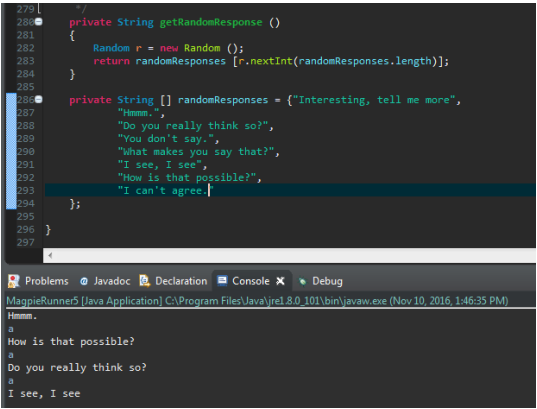 279 */
280 private String getRandomResponse ()
281 {
282 Random r = new Random ();
283 return randomResponses [r.nextInt(randomResponses.length)];
284 }
285
286 private String [] randomResponses = {"Interesting, tell me more",
287 "Hmmm.",
288 "Do you really think so?",
289 "You don't say.",
290 "What makes you say that?",
291 "I see, I see",
292 "How is that possible?",
293 "I can't agree."
294 };
295
296 }
297
Problems @ Javadoc Declaration Console Debug
MagpieRunner5 [Java Application] C:\Program Files\Java\jre1.8.0_101\bin\javaw.exe (Nov 10, 2016, 1:46:35 PM)
Hmmm.
a
How is that possible?
a
Do you really think so?
a
I see, I see